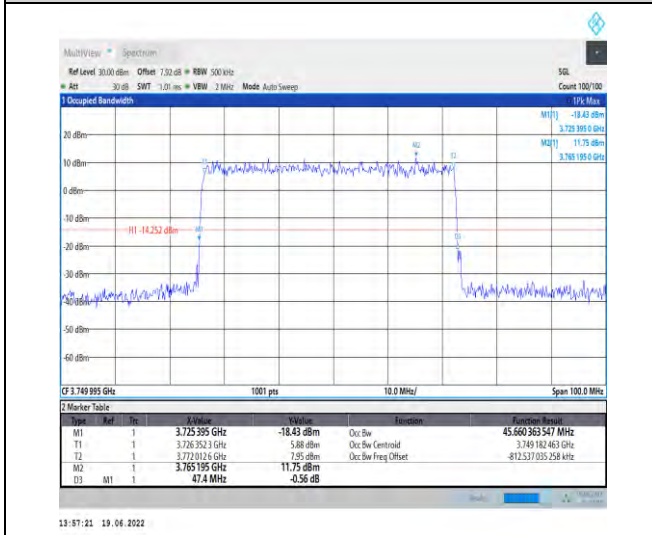 MultiView Spectrum
Ref Level 30.00 dBm Offset 7.92 dB RBW 500 kHz SGL
Att 30 dB SWT 1.01 ms VBW 2 MHz Mode Auto Sweep Count 100/100
1 Occupied Bandwidth 1Pk Max
M1[1] -18.43 dBm
3.725 395 0 GHz
M2[1] 11.75 dBm
3.765 195 0 GHz
20 dBm
M2
T1 T2
10 dBm
0 dBm
-10 dBm
H1 -14.252 dBm M1
D3
-20 dBm
-30 dBm
-40 dBm
-50 dBm
-60 dBm
CF 3.749 995 GHz 1001 pts 10.0 MHz/ Span 100.0 MHz
2 Marker Table
Type Ref Trc X-Value Y-Value Function Function Result
M1 1 3.725 395 GHz -18.43 dBm Occ Bw 45.660 363 547 MHz
T1 1 3.726 352 3 GHz 5.88 dBm Occ Bw Centroid 3.749 182 463 GHz
T2 1 3.772 012 6 GHz 7.95 dBm Occ Bw Freq Offset -812.537 035 258 kHz
M2 1 3.765 195 GHz 11.75 dBm
D3 M1 1 47.4 MHz -0.56 dB
13:57:21 19.06.2022